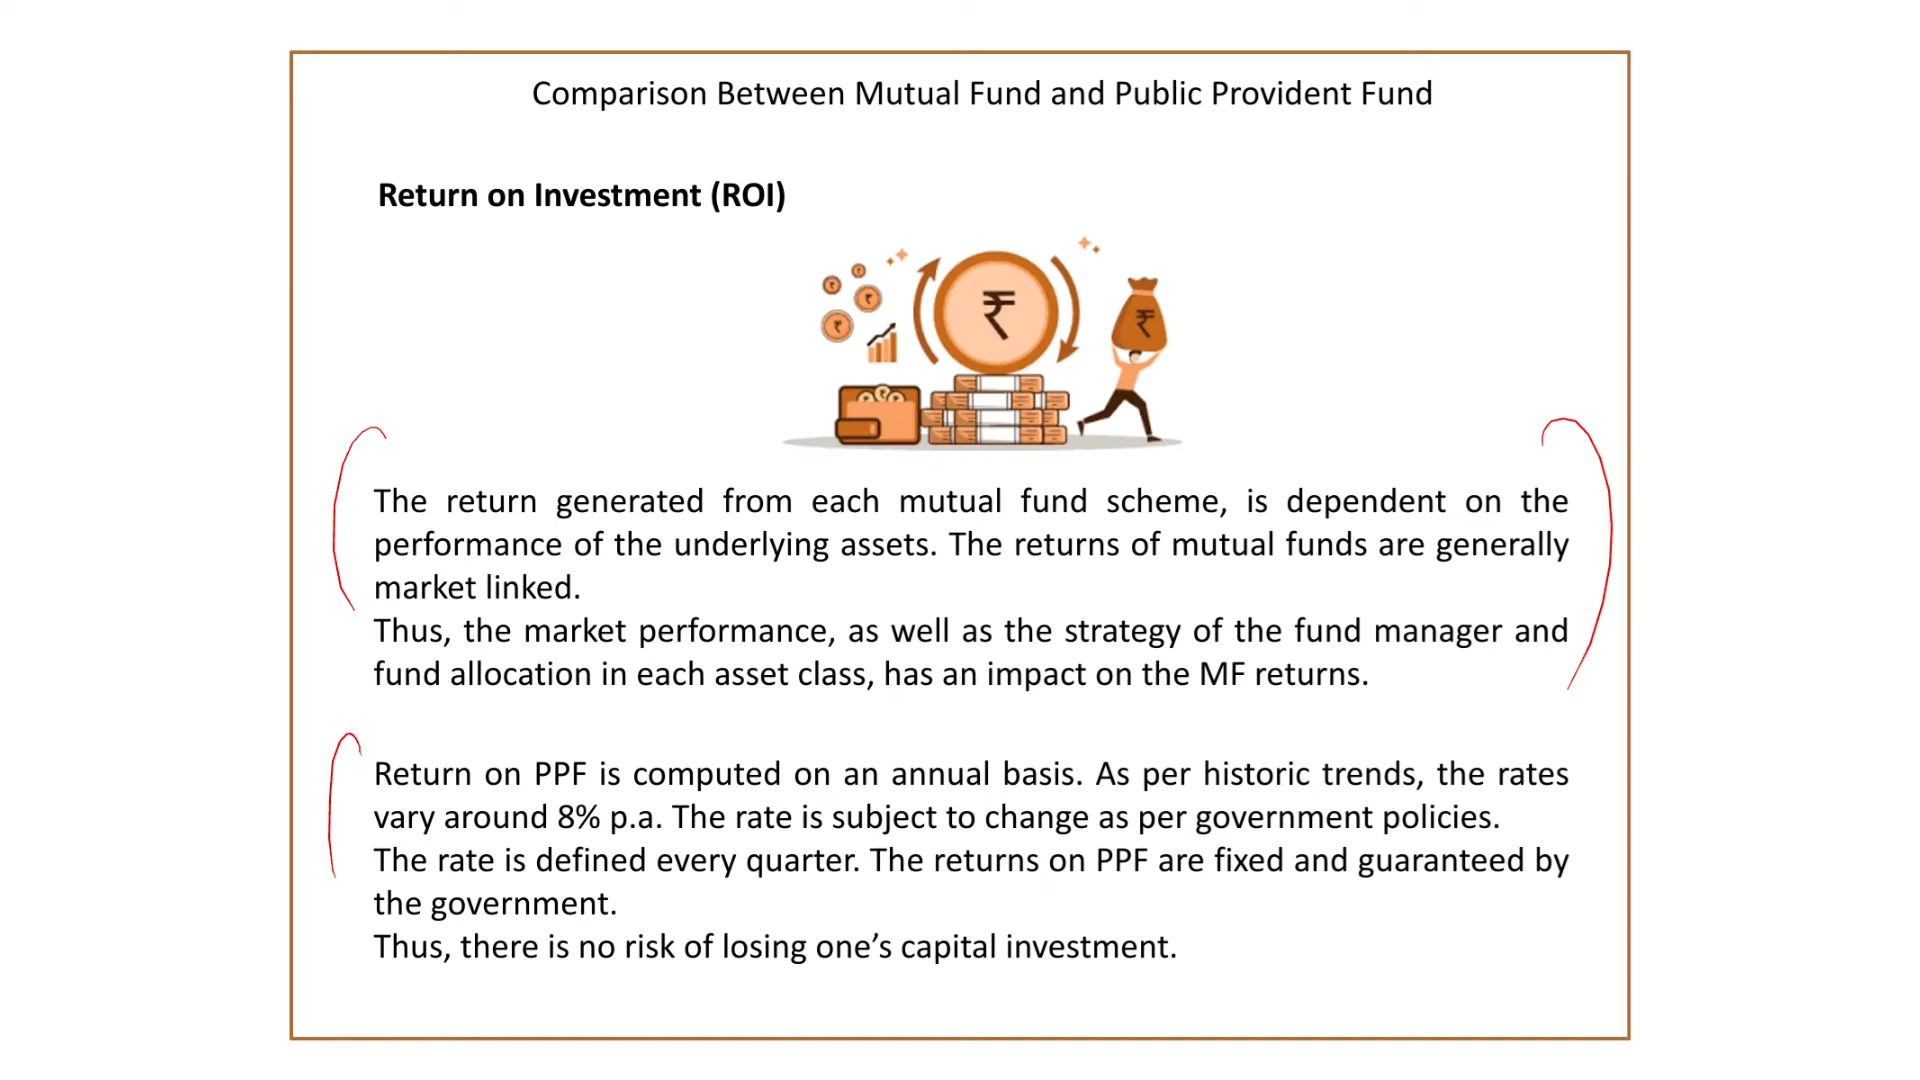 Comparison Between Mutual Fund and Public Provident Fund
Return on Investment (ROI)
₹
₹
₹
₹
₹
₹
The return generated from each mutual fund scheme, is dependent on the
performance of the underlying assets. The returns of mutual funds are generally
market linked.
Thus, the market performance, as well as the strategy of the fund manager and
fund allocation in each asset class, has an impact on the MF returns.
Return on PPF is computed on an annual basis. As per historic trends, the rates
vary around 8% p.a. The rate is subject to change as per government policies.
The rate is defined every quarter. The returns on PPF are fixed and guaranteed by
the government.
Thus, there is no risk of losing one’s capital investment.